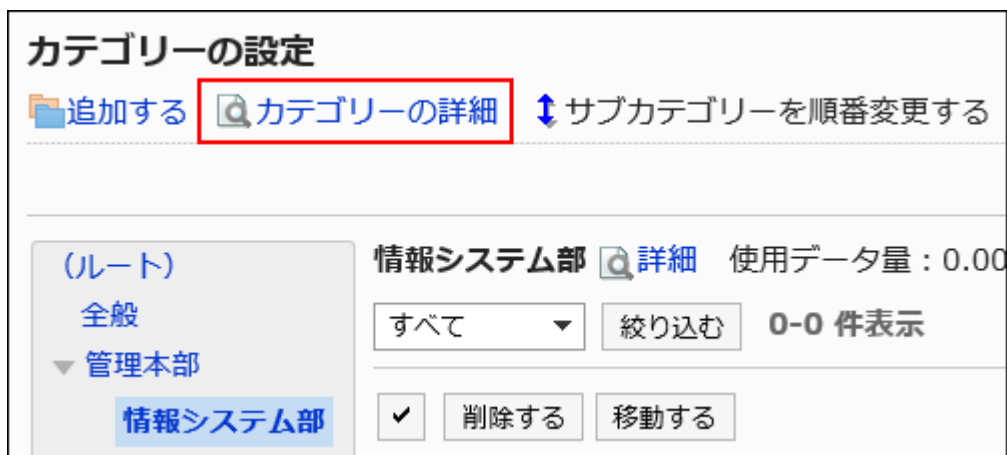 カテゴリーの設定
追加する カテゴリーの詳細 サブカテゴリーを順番変更する
(ルート)
全般
管理本部
情報システム部
情報システム部 詳細 使用データ量 : 0.00
すべて 絞り込む 0-0 件表示
削除する 移動する